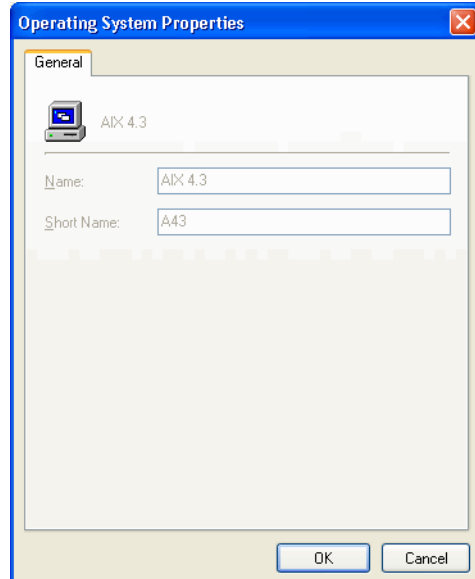 Operating System Properties
General
AIX 4.3
Name: AIX 4.3
Short Name: A43
OK Cancel